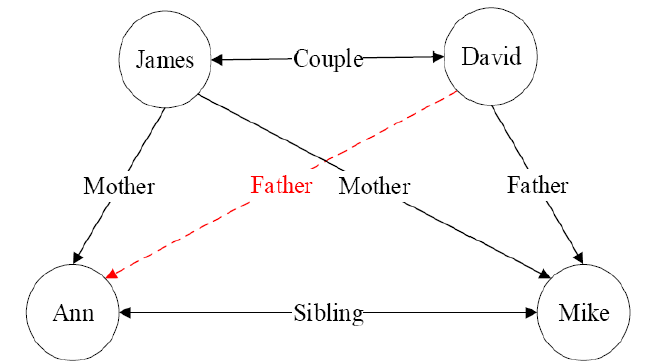 James
Couple
David
Mother
Father
Mother
Father
Ann
Sibling
Mike